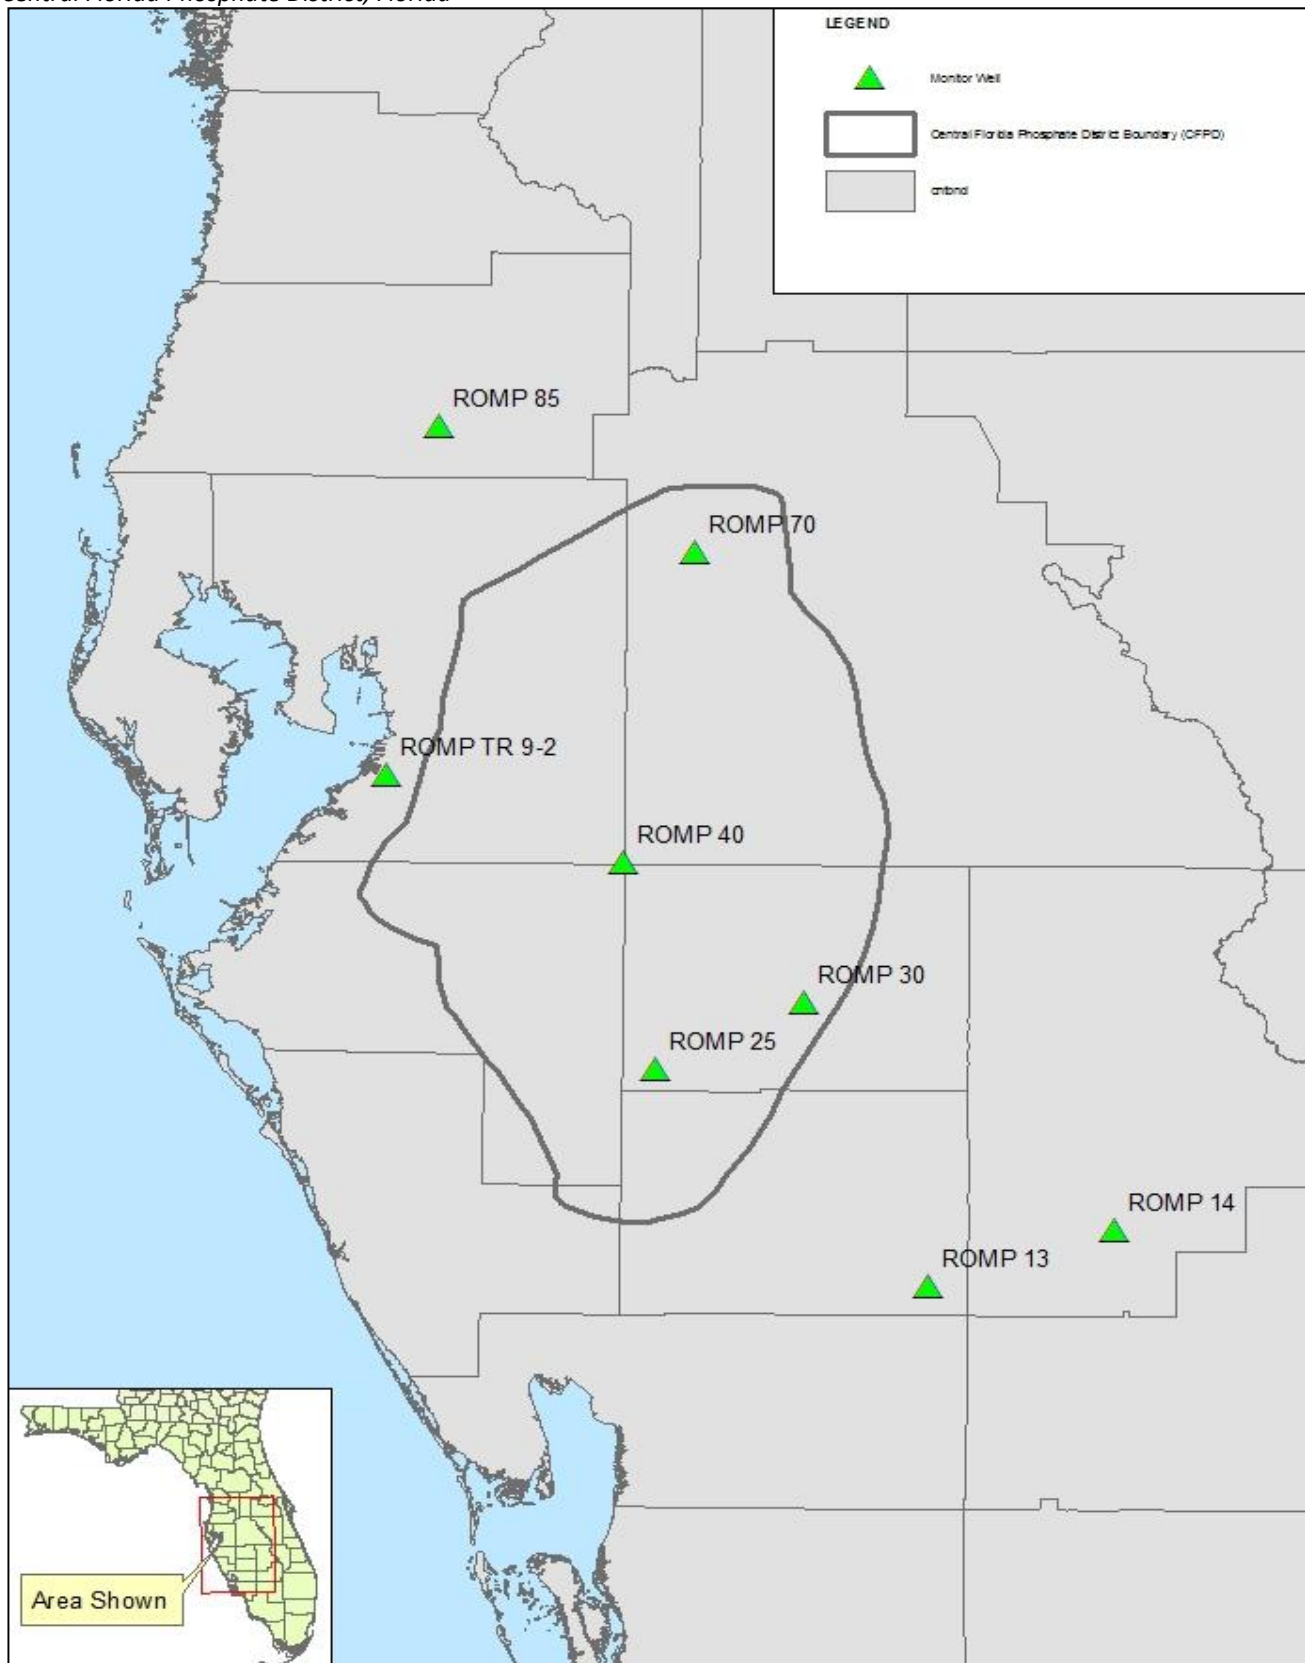 Central Florida Phosphate District, Florida
LEGEND
Monitor Well
Central Florida Phosphate District Boundary (CFPD)
cntbnd
ROMP 85
ROMP 70
ROMP TR 9-2
ROMP 40
ROMP 30
ROMP 25
ROMP 14
ROMP 13
Area Shown